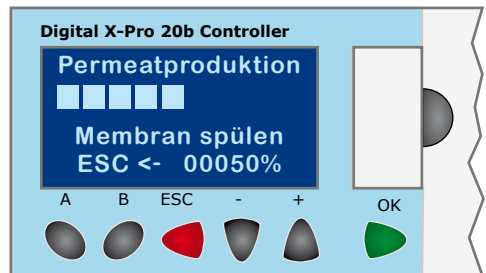 Digital X-Pro 20b Controller
Permeatproduktion
Membran spülen
ESC <- 00050%
A B ESC - + OK